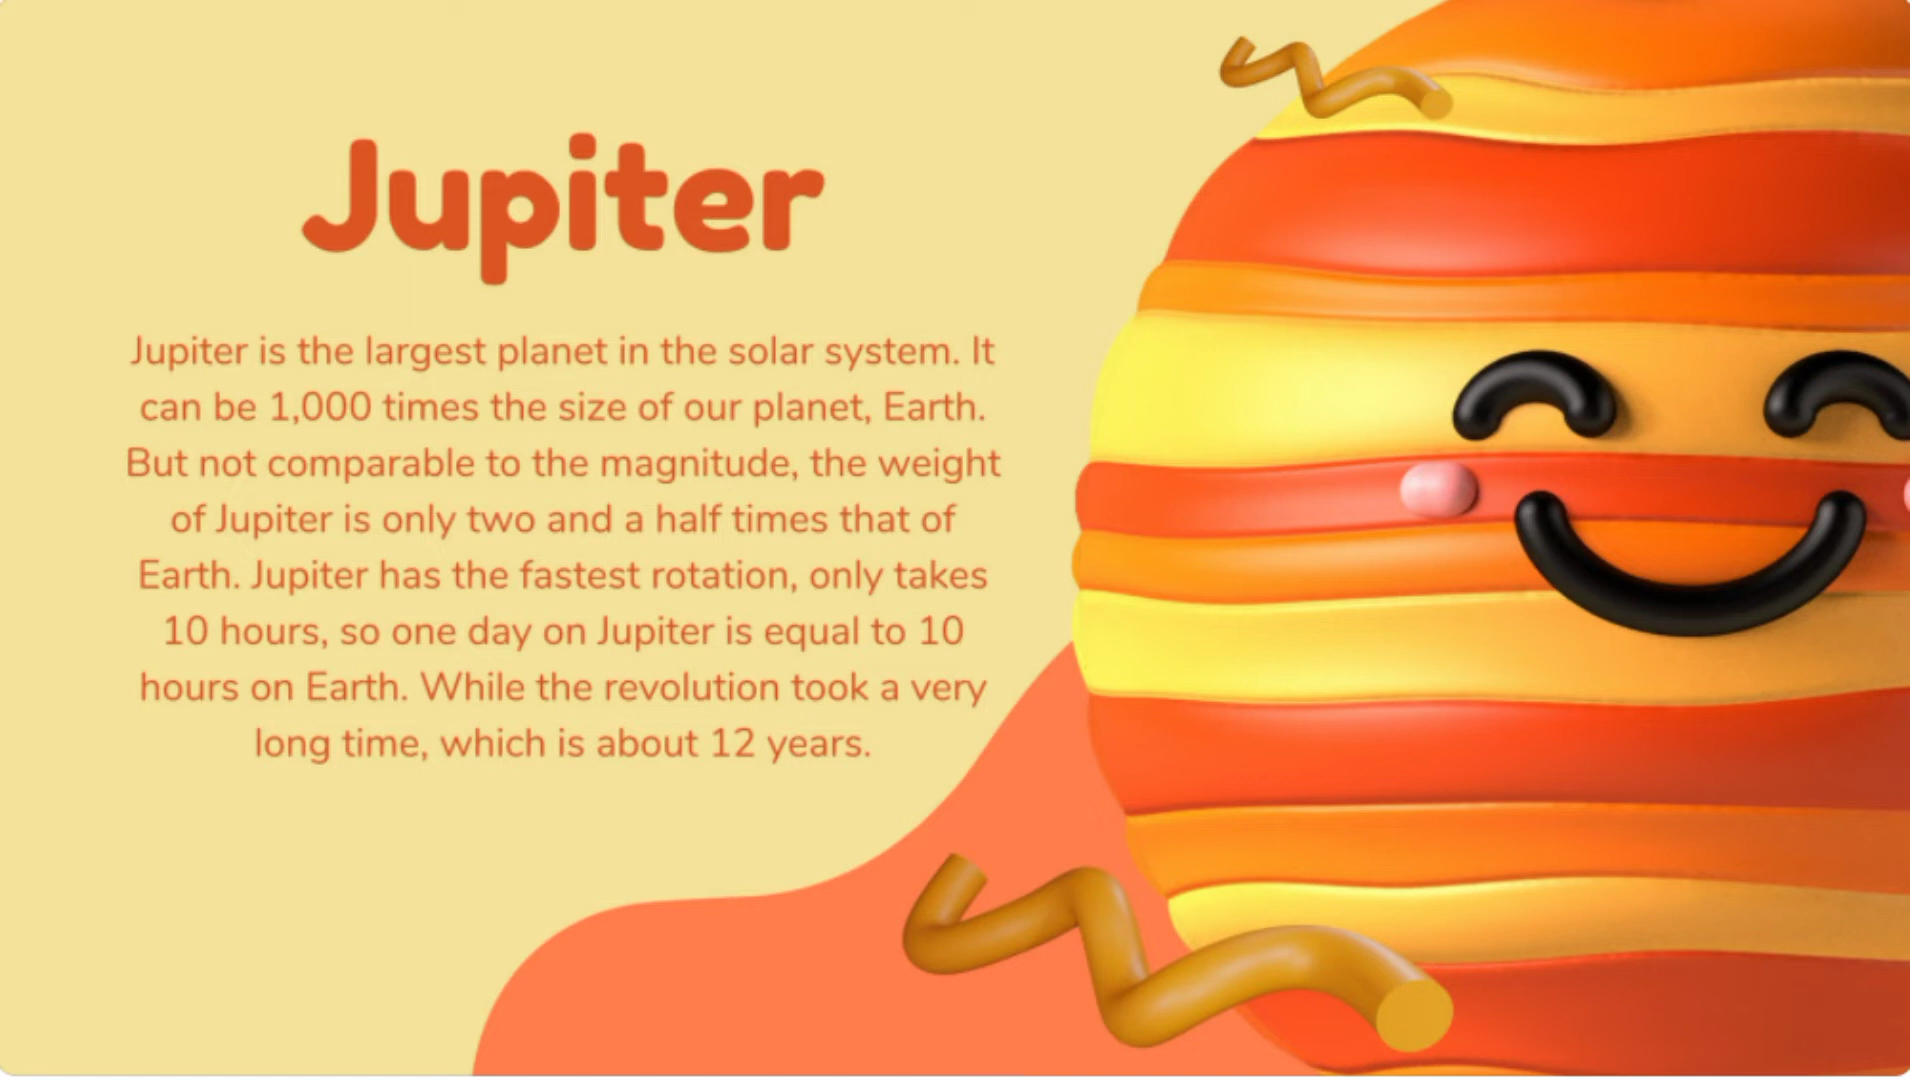 Jupiter
Jupiter is the largest planet in the solar system. It
can be 1,000 times the size of our planet, Earth.
But not comparable to the magnitude, the weight
of Jupiter is only two and a half times that of
Earth. Jupiter has the fastest rotation, only takes
10 hours, so one day on Jupiter is equal to 10
hours on Earth. While the revolution took a very
long time, which is about 12 years.